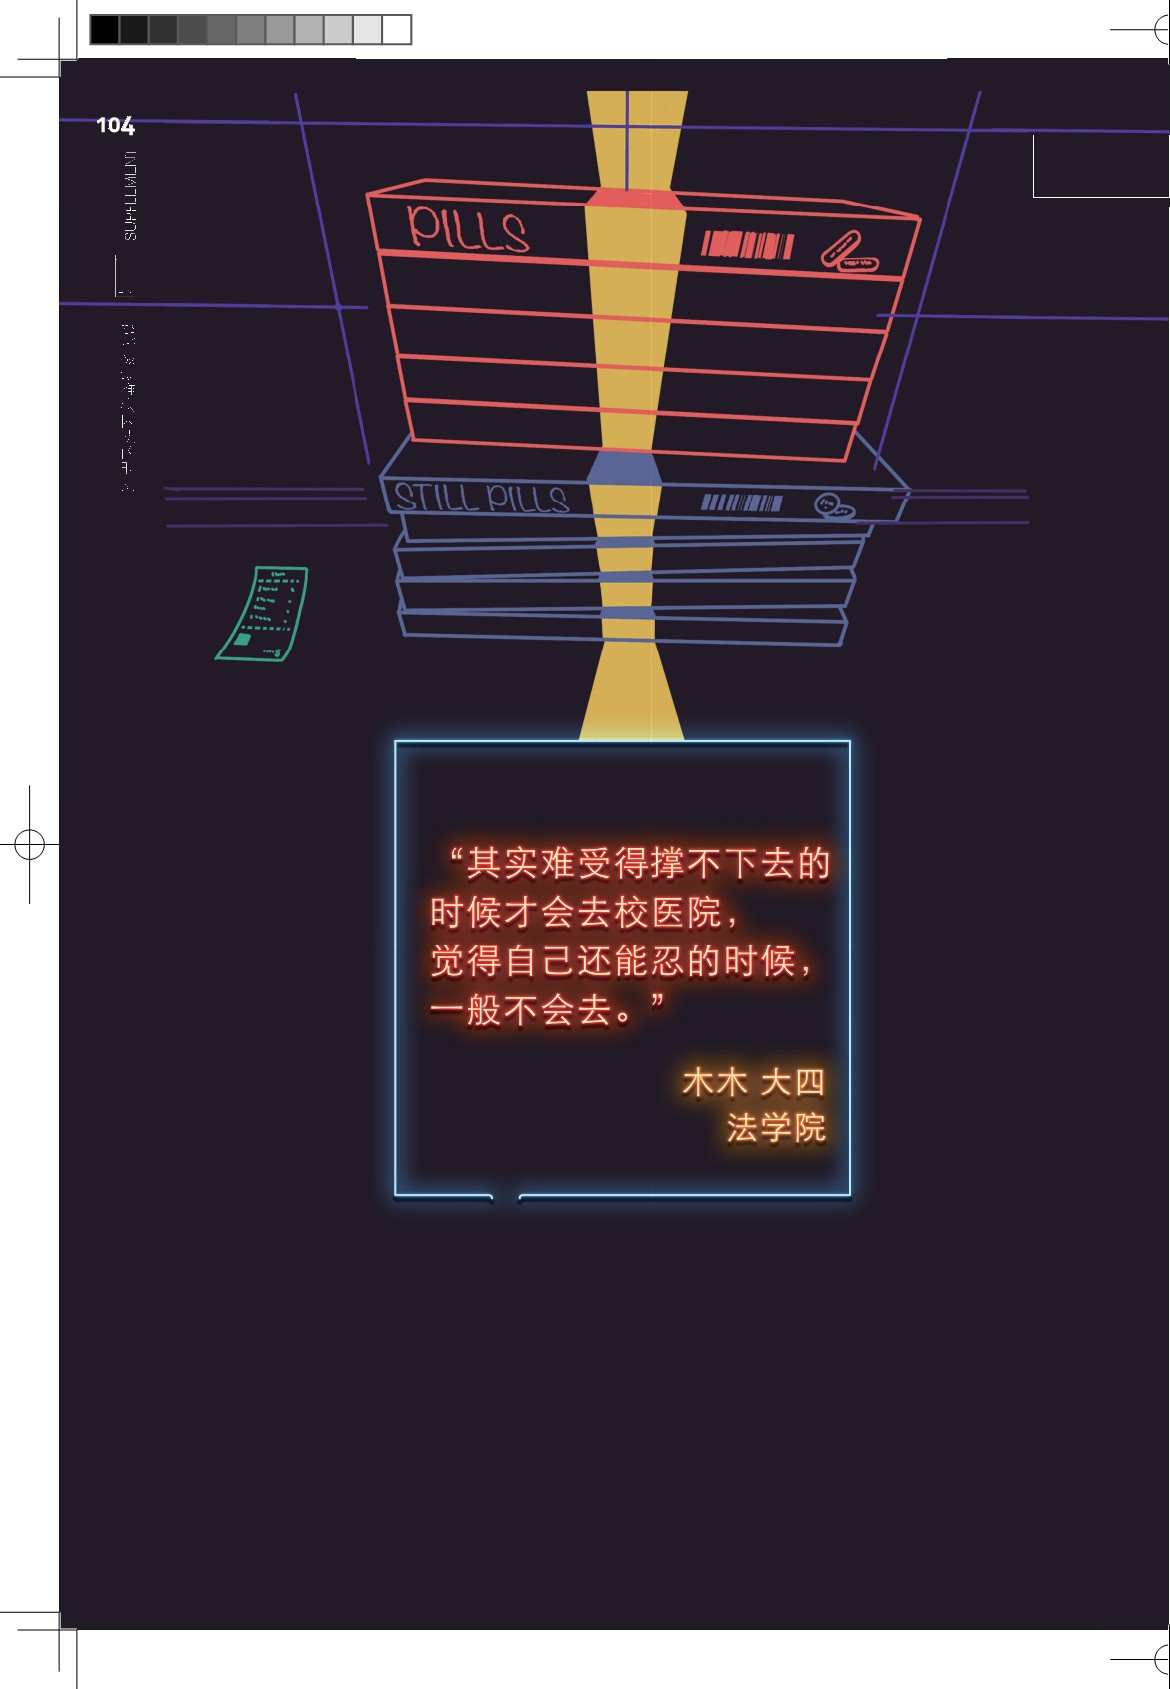 104
SUPPLEMENT
PILLS
STILL PILLS
“其实难受得撑不下去的
时候才会去校医院，
觉得自己还能忍的时候，
一般不会去。”
木木 大四
法学院